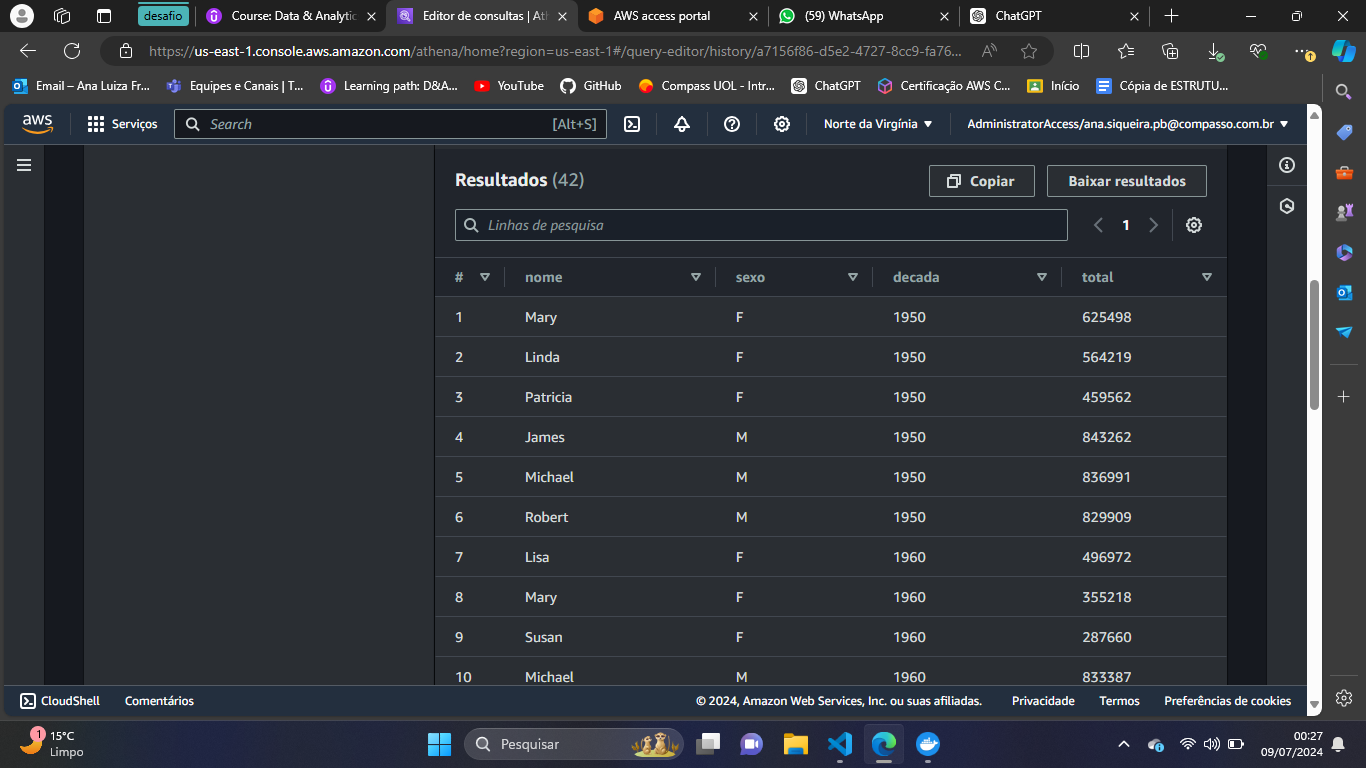 desafio
Course: Data & Analytic
Editor de consultas | Ath
AWS access portal
(59) WhatsApp
ChatGPT
https://us-east-1.console.aws.amazon.com/athena/home?region=us-east-1#/query-editor/history/a7156f86-d5e2-4727-8cc9-fa76...
Email – Ana Luiza Fr...
Equipes e Canais | T...
Learning path: D&A...
YouTube
GitHub
Compass UOL - Intr...
ChatGPT
Certificação AWS C...
Início
Cópia de ESTRUTU...
aws
Serviços
Search
[Alt+S]
Norte da Virgínia
AdministratorAccess/ana.siqueira.pb@compasso.com.br
Resultados (42)
Copiar
Baixar resultados
Linhas de pesquisa
1
# nome sexo decada total
1 Mary F 1950 625498
2 Linda F 1950 564219
3 Patricia F 1950 459562
4 James M 1950 843262
5 Michael M 1950 836991
6 Robert M 1950 829909
7 Lisa F 1960 496972
8 Mary F 1960 355218
9 Susan F 1960 287660
10 Michael M 1960 833387
CloudShell
Comentários
© 2024, Amazon Web Services, Inc. ou suas afiliadas.
Privacidade
Termos
Preferências de cookies
1
15°C
Limpo
Pesquisar
00:27
09/07/2024